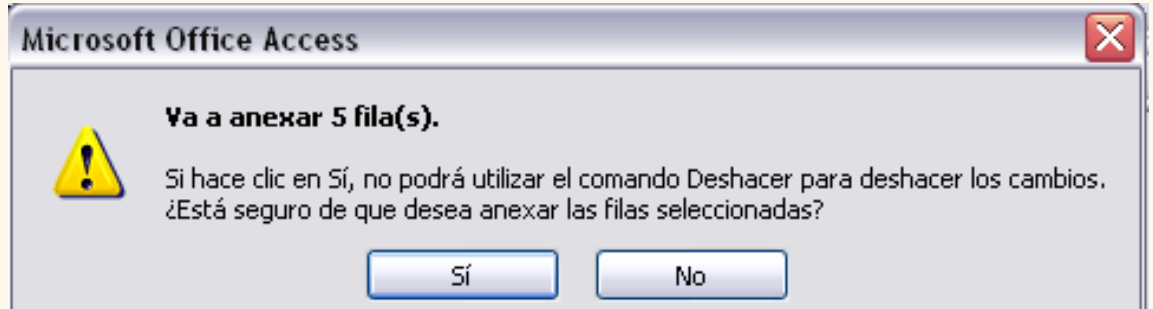 Microsoft Office Access
Va a anexar 5 fila(s).
Si hace clic en Sí, no podrá utilizar el comando Deshacer para deshacer los cambios.
¿Está seguro de que desea anexar las filas seleccionadas?
Sí No